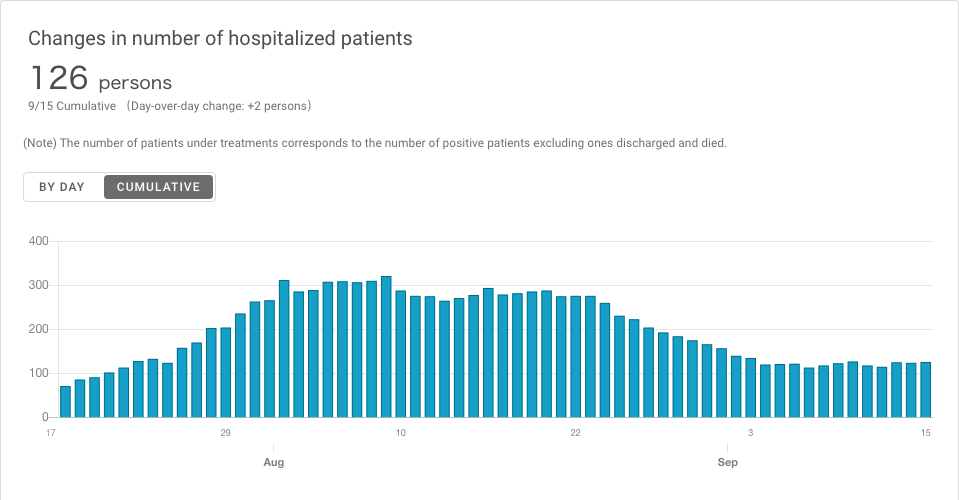 Changes in number of hospitalized patients
126 persons
9/15 Cumulative (Day-over-day change: +2 persons)
(Note) The number of patients under treatments corresponds to the number of positive patients excluding ones discharged and died.
BY DAY CUMULATIVE
400
300
200
100
0
17 29 10 22 3 15
Aug Sep